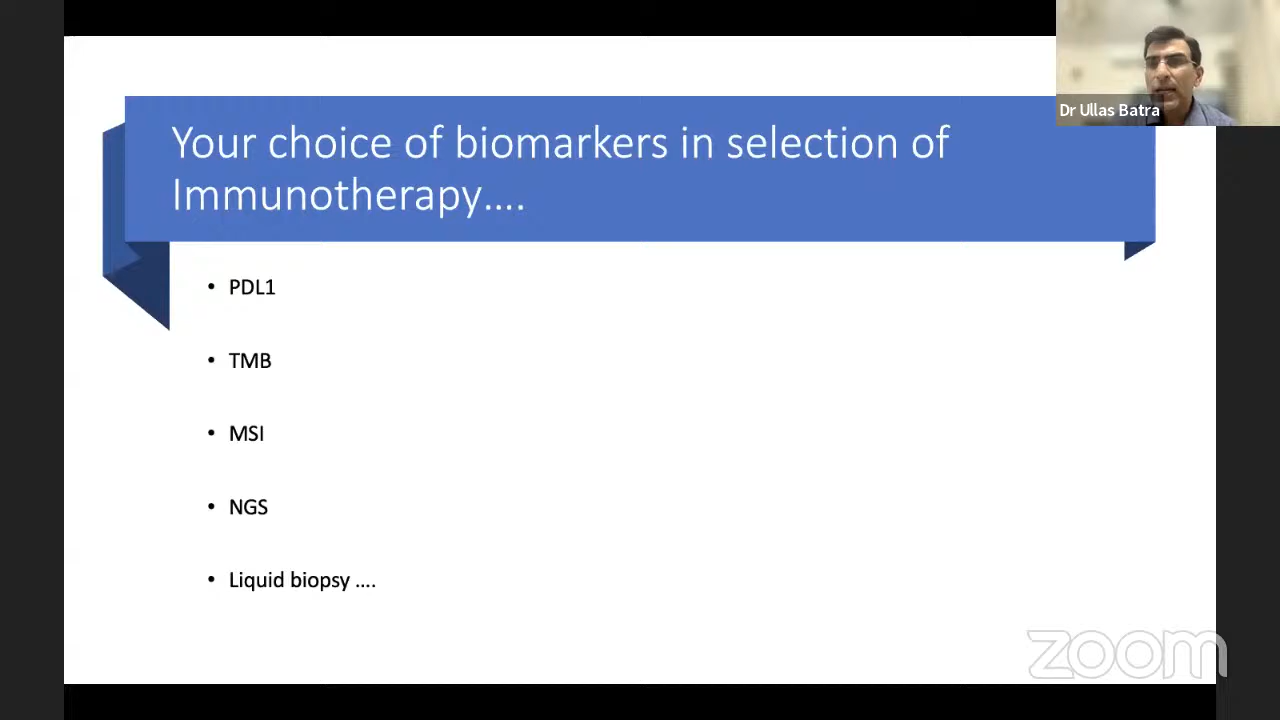 Your choice of biomarkers in selection of
Immunotherapy....
• PDL1
• TMB
• MSI
• NGS
• Liquid biopsy ....
Dr Ullas Batra
zoom